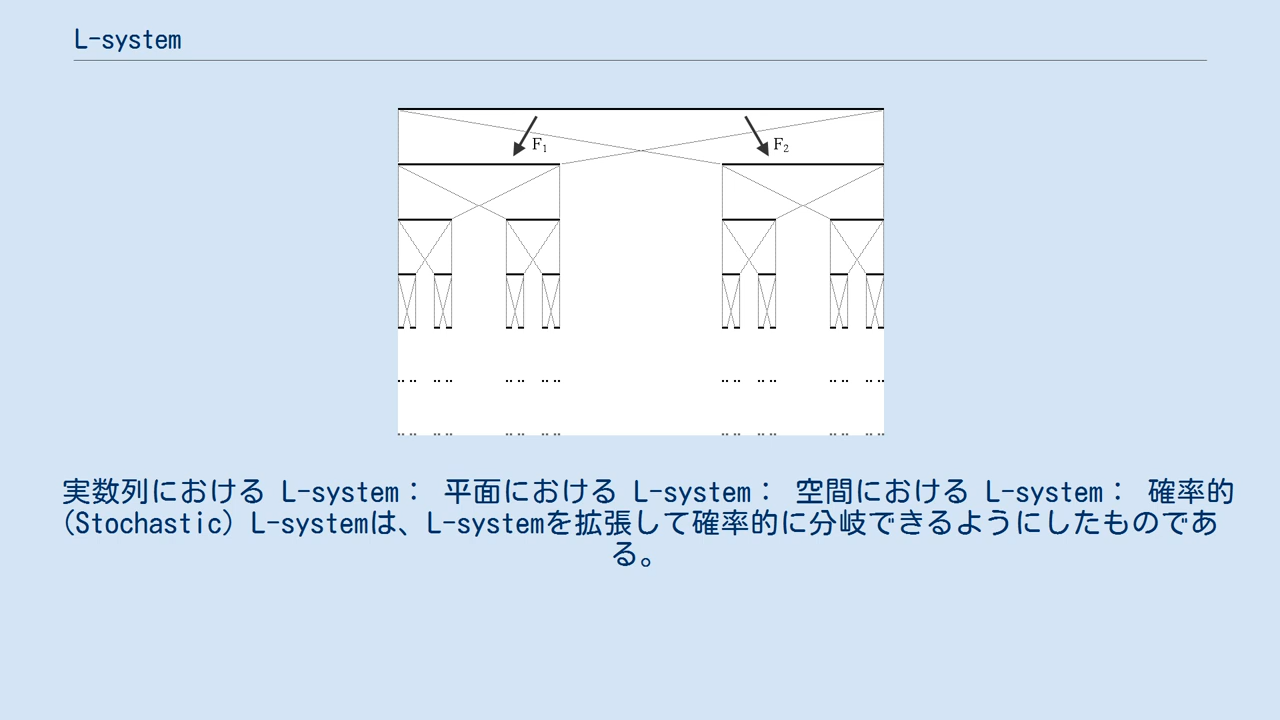 L-system
F₁
F₂
実数列における L-system： 平面における L-system： 空間における L-system： 確率的
(Stochastic) L-systemは、L-systemを拡張して確率的に分岐できるようにしたものであ
る。